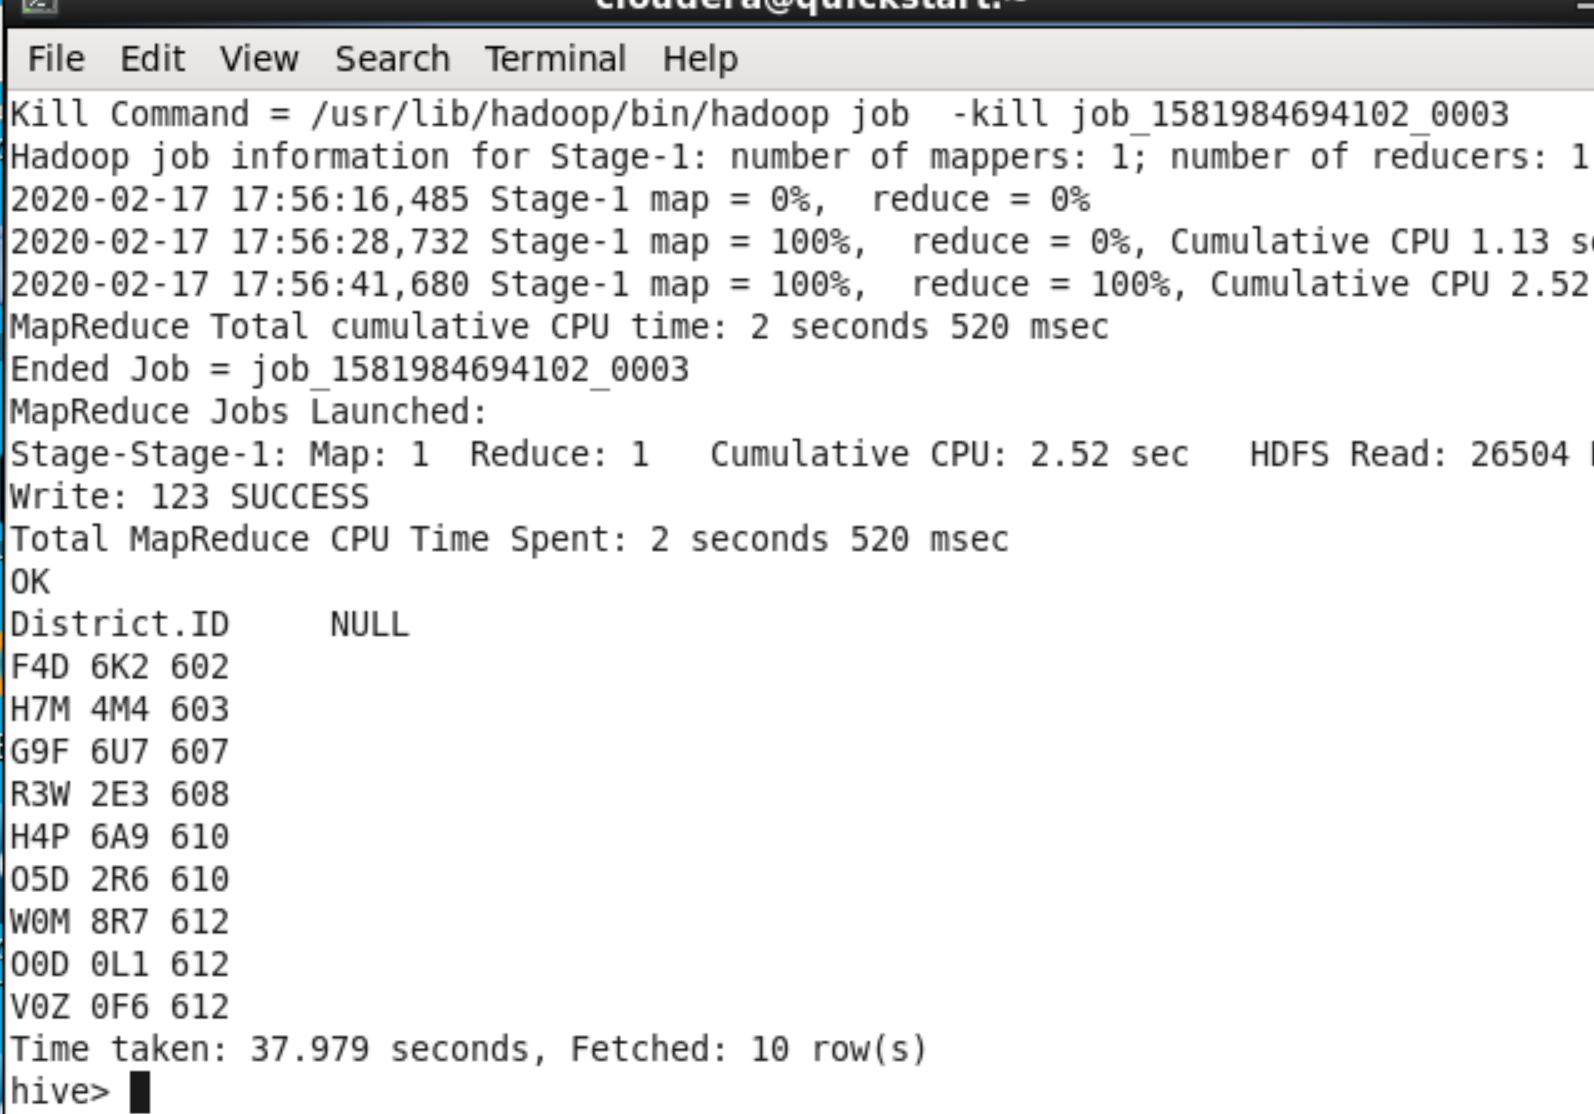 cloudera@quickstart:~
File Edit View Search Terminal Help
Kill Command = /usr/lib/hadoop/bin/hadoop job  -kill job_1581984694102_0003
Hadoop job information for Stage-1: number of mappers: 1; number of reducers: 1
2020-02-17 17:56:16,485 Stage-1 map = 0%,  reduce = 0%
2020-02-17 17:56:28,732 Stage-1 map = 100%,  reduce = 0%, Cumulative CPU 1.13 s
2020-02-17 17:56:41,680 Stage-1 map = 100%,  reduce = 100%, Cumulative CPU 2.52
MapReduce Total cumulative CPU time: 2 seconds 520 msec
Ended Job = job_1581984694102_0003
MapReduce Jobs Launched:
Stage-Stage-1: Map: 1  Reduce: 1   Cumulative CPU: 2.52 sec   HDFS Read: 26504
Write: 123 SUCCESS
Total MapReduce CPU Time Spent: 2 seconds 520 msec
OK
District.ID     NULL
F4D 6K2 602
H7M 4M4 603
G9F 6U7 607
R3W 2E3 608
H4P 6A9 610
O5D 2R6 610
W0M 8R7 612
O0D 0L1 612
V0Z 0F6 612
Time taken: 37.979 seconds, Fetched: 10 row(s)
hive>